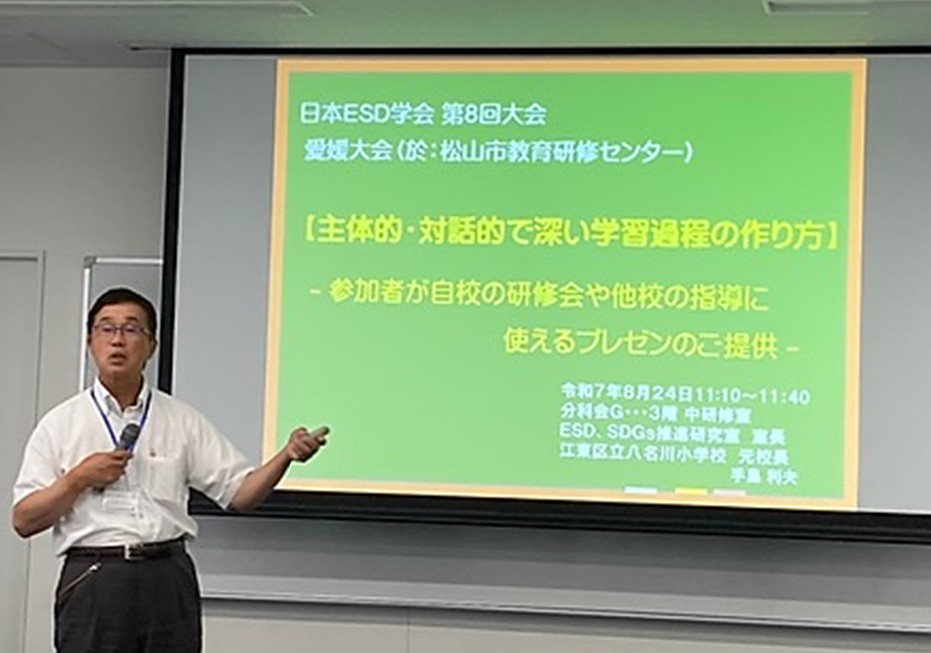 日本ESD学会 第8回大会
愛媛大会（於：松山市教育研修センター）
【主体的・対話的で深い学習過程の作り方】
－ 参加者が自校の研修会や他校の指導に
使えるプレゼンのご提供 －
令和7年8月24日11:10～11:40
分科会G・・・3階 中研修室
ESD、SDGs推進研究室 室長
江東区立八名川小学校 元校長
手島 利夫